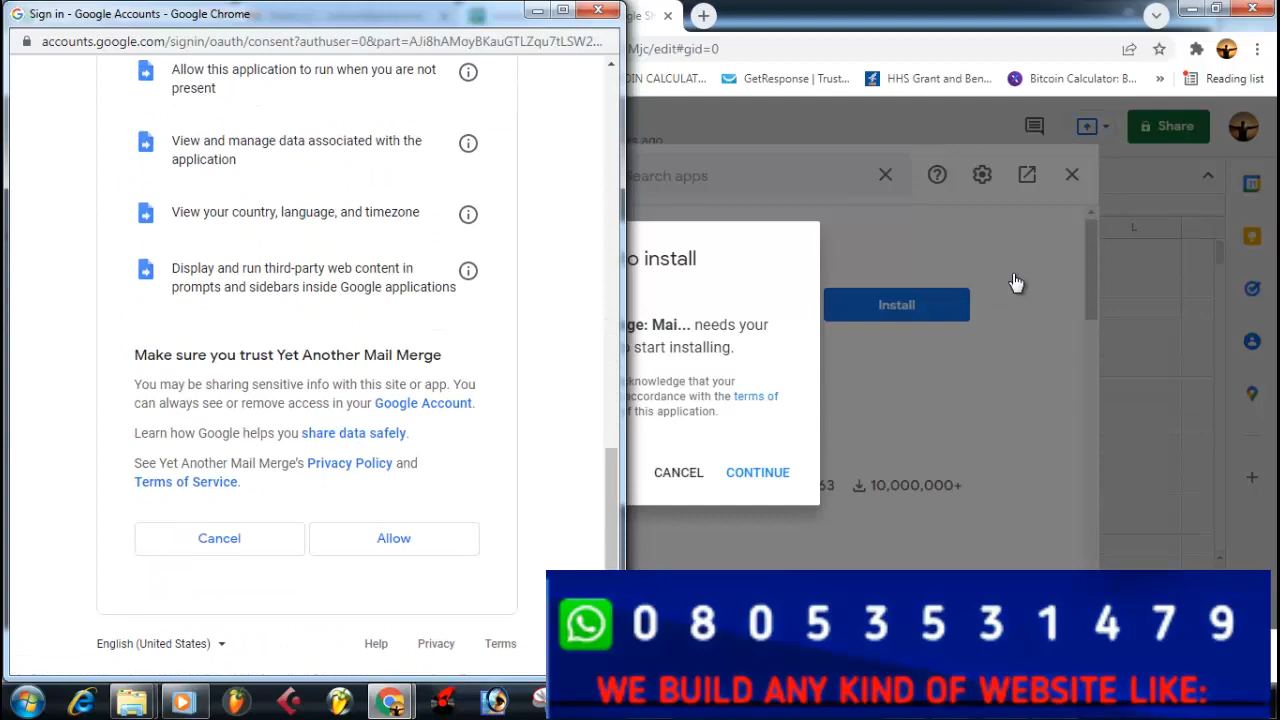 Sign in - Google Accounts - Google Chrome
accounts.google.com/signin/oauth/consent?authuser=0&part=AJi8hAMoyBKauGTLZqu7tLSW2...
Allow this application to run when you are not
present
View and manage data associated with the
application
View your country, language, and timezone
Display and run third-party web content in
prompts and sidebars inside Google applications
Make sure you trust Yet Another Mail Merge
You may be sharing sensitive info with this site or app. You
can always see or remove access in your Google Account.
Learn how Google helps you share data safely.
See Yet Another Mail Merge's Privacy Policy and
Terms of Service.
Cancel
Allow
English (United States)
Help
Privacy
Terms
Mjc/edit#gid=0
OIN CALCULAT...
GetResponse | Trust...
HHS Grant and Ben...
Bitcoin Calculator: B...
»
Reading list
Share
Search apps
L
o install
Install
ge: Mai... needs your
o start installing.
cknowledge that your
ccordance with the terms of
f this application.
CANCEL
CONTINUE
63
10,000,000+
0 8 0 5 3 5 3 1 4 7 9
WE BUILD ANY KIND OF WEBSITE LIKE: